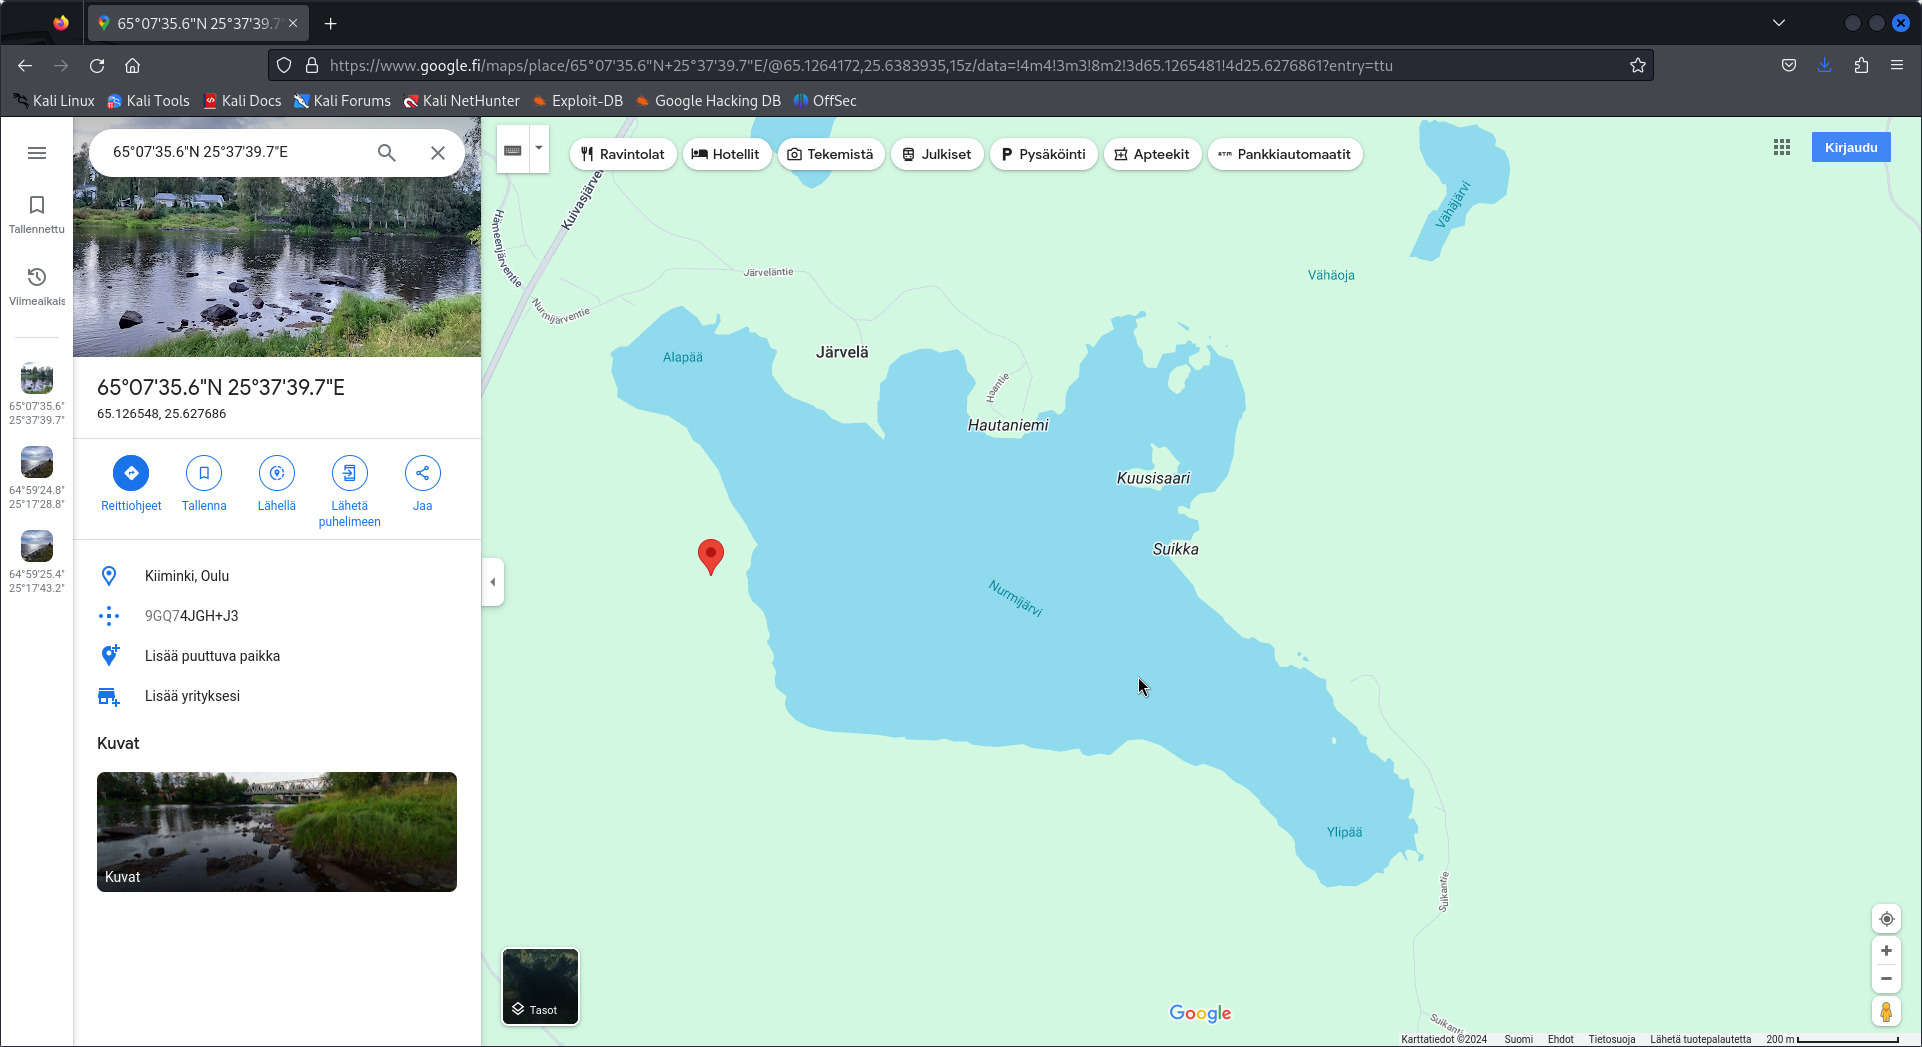 65°07'35.6"N 25°37'39.7
https://www.google.fi/maps/place/65°07'35.6"N+25°37'39.7"E/@65.1264172,25.6383935,15z/data=!4m4!3m3!8m2!3d65.1265481!4d25.6276861?entry=ttu
Kali Linux
Kali Tools
Kali Docs
Kali Forums
Kali NetHunter
Exploit-DB
Google Hacking DB
OffSec
65°07'35.6"N 25°37'39.7"E
Tallennettu
Viimeaikais
65°07'35.6"
25°37'39.7"
64°59'24.8"
25°17'28.8"
64°59'25.4"
25°17'43.2"
65°07'35.6"N 25°37'39.7"E
65.126548, 25.627686
Reittiohjeet
Tallenna
Lähellä
Lähetä
puhelimeen
Jaa
Kiiminki, Oulu
9GQ74JGH+J3
Lisää puuttuva paikka
Lisää yrityksesi
Kuvat
Kuvat
Ravintolat
Hotellit
Tekemistä
Julkiset
P Pysäköinti
Apteekit
ATM Pankkiautomaatit
Kirjaudu
Kuivasjärve
Hämeenjärventie
Nurmijärventie
Järveläntie
Vähäjärvi
Vähäoja
Alapää
Järvelä
Haantie
Hautaniemi
Kuusisaari
Suikka
Nurmijärvi
Ylipää
Suikantie
Suikanti
Tasot
Google
Karttatiedot ©2024
Suomi
Ehdot
Tietosuoja
Lähetä tuotepalautetta
200 m